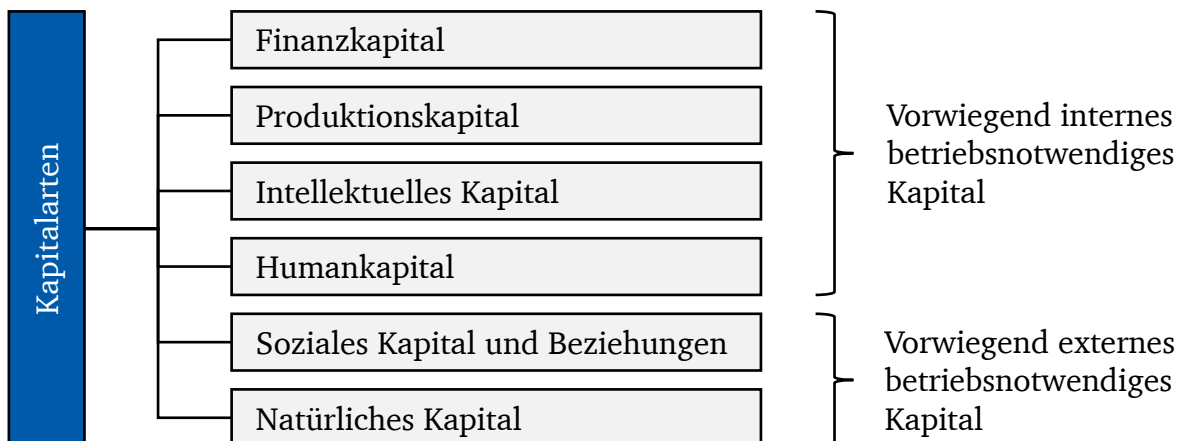 Kapitalarten
Finanzkapital
Produktionskapital
Intellektuelles Kapital
Humankapital
Soziales Kapital und Beziehungen
Natürliches Kapital
Vorwiegend internes
betriebsnotwendiges
Kapital
Vorwiegend externes
betriebsnotwendiges
Kapital